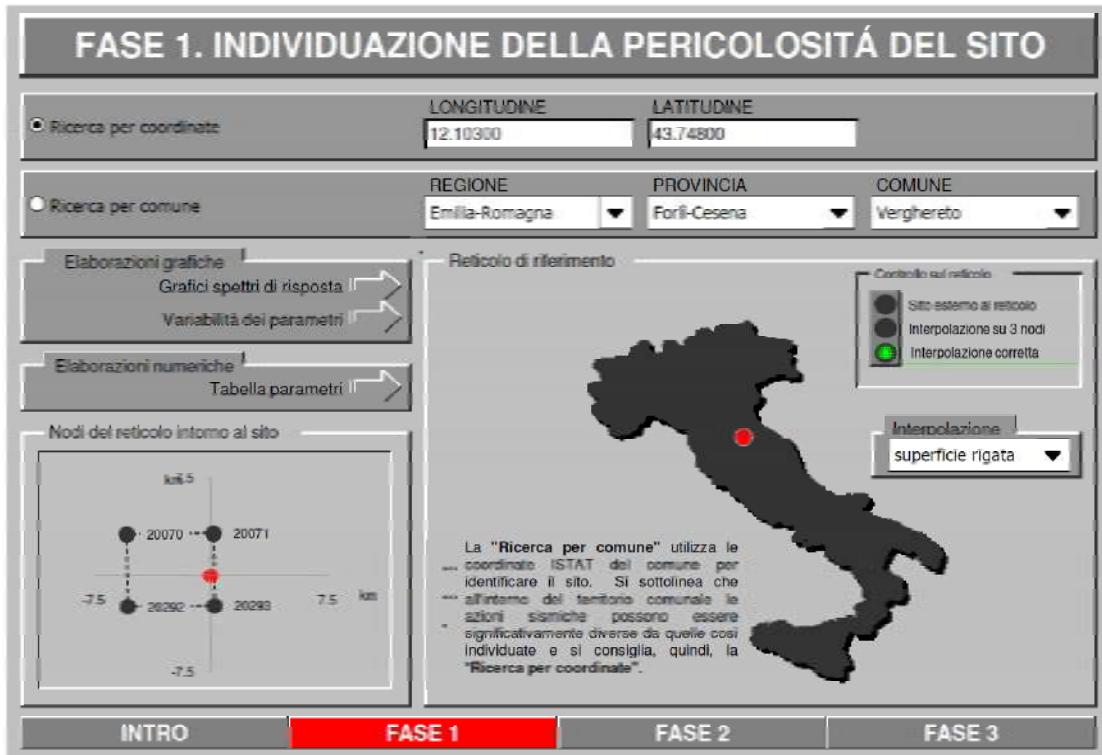 FASE 1. INDIVIDUAZIONE DELLA PERICOLOSITÁ DEL SITO
Ricerca per coordinate
LONGITUDINE
12.10300
LATITUDINE
43.74800
Ricerca per comune
REGIONE
Emilia-Romagna
PROVINCIA
Forlì-Cesena
COMUNE
Verghereto
Elaborazioni grafiche
Grafici spettri di risposta
Variabilità dei parametri
Elaborazioni numeriche
Tabella parametri
Nodi del reticolo intorno al sito
km
7.5
20070
20071
-7.5
7.5
km
20292
20293
-7.5
Reticolo di riferimento
Controllo sul reticolo
Sito esterno al reticolo
Interpolazione su 3 nodi
Interpolazione corretta
Interpolazione
superficie rigata
La "Ricerca per comune" utilizza le
coordinate ISTAT del comune per
identificare il sito. Si sottolinea che
all'interno del territorio comunale le
azioni sismiche possono essere
significativamente diverse da quelle così
individuate e si consiglia, quindi, la
"Ricerca per coordinate".
INTRO
FASE 1
FASE 2
FASE 3